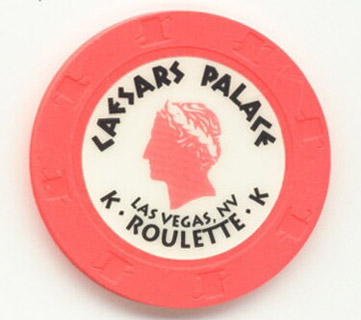 CAESARS PALACE
LAS VEGAS, NV
K · ROULETTE · K